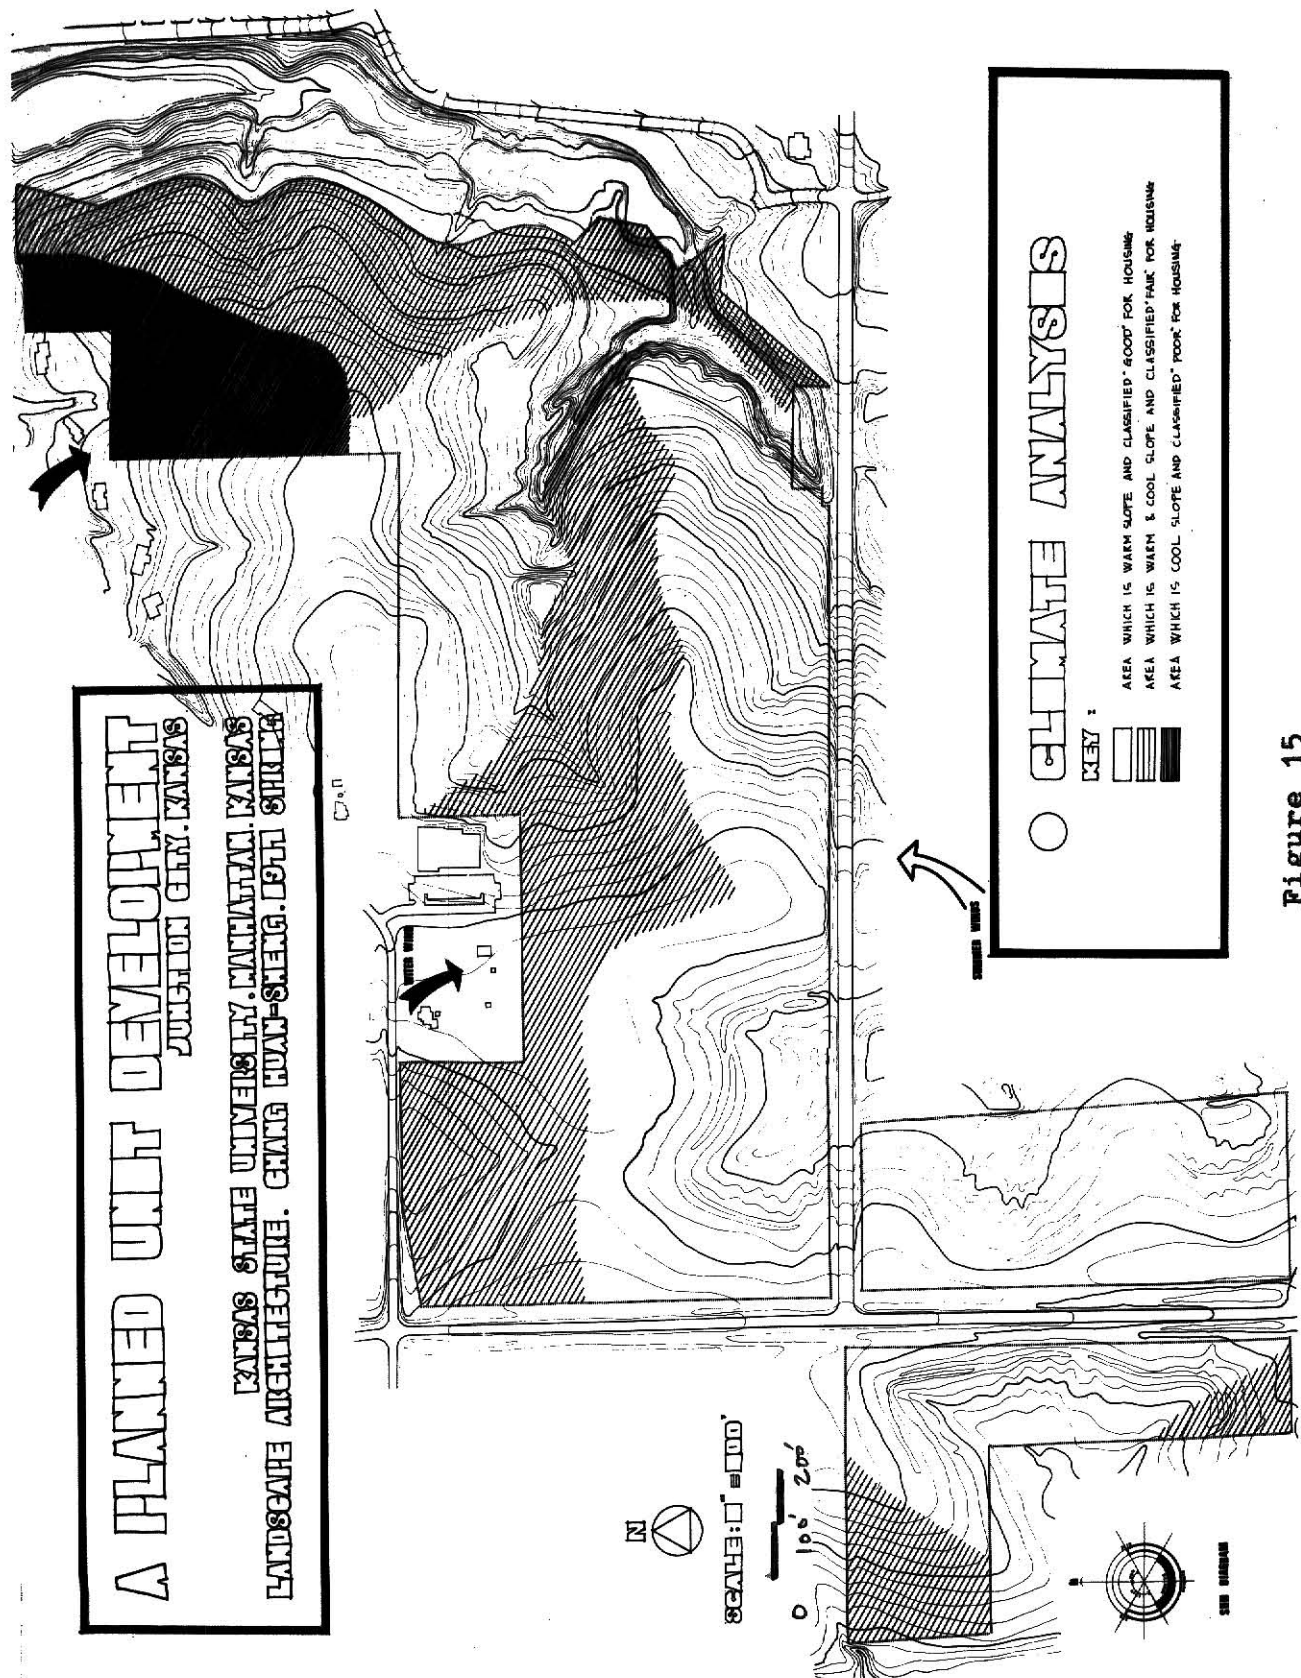 A PLANNED UNIT DEVELOPMENT
JUNCTION CITY. KANSAS
KANSAS STATE UNIVERSITY. MANHATTAN. KANSAS
LANDSCAPE ARCHITECTURE. CHANG HUAN-SHENG. 1971 SPRING
WINTER WIND
SUMMER WINDS
N
SCALE: 1" = 100'
0 100' 200'
N
SUN DIAGRAM
CLIMATE ANALYSIS
KEY :
AREA WHICH IS WARM SLOPE AND CLASSIFIED "GOOD" FOR HOUSING
AREA WHICH IS WARM & COOL SLOPE AND CLASSIFIED "FAIR" FOR HOUSING
AREA WHICH IS COOL SLOPE AND CLASSIFIED "POOR" FOR HOUSING
Figure 15